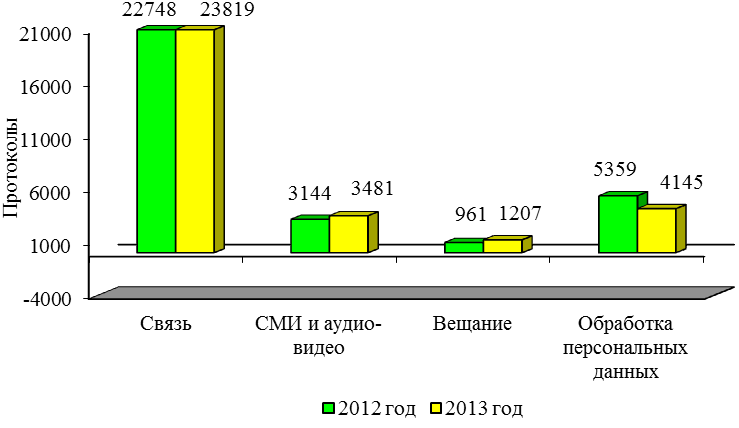 22748 23819
21000
16000
11000
6000
1000
-4000
Протоколы
3144 3481
961 1207
5359 4145
Связь
СМИ и аудио-
видео
Вещание
Обработка
персональных
данных
2012 год 2013 год